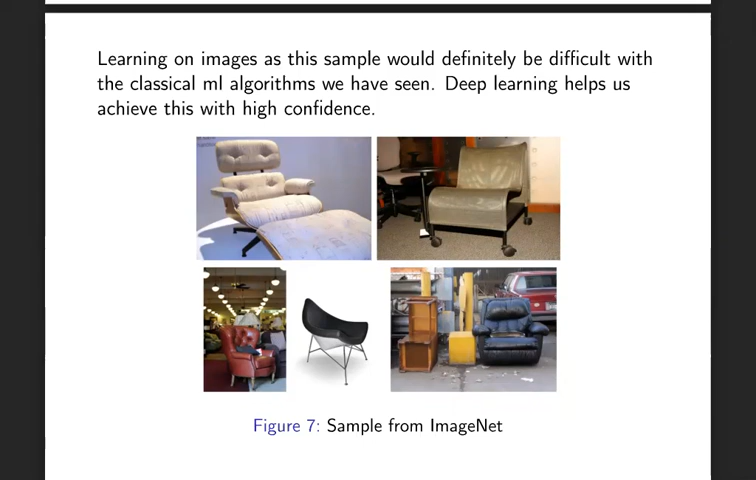 Learning on images as this sample would definitely be difficult with
the classical ml algorithms we have seen. Deep learning helps us
achieve this with high confidence.
Figure 7: Sample from ImageNet